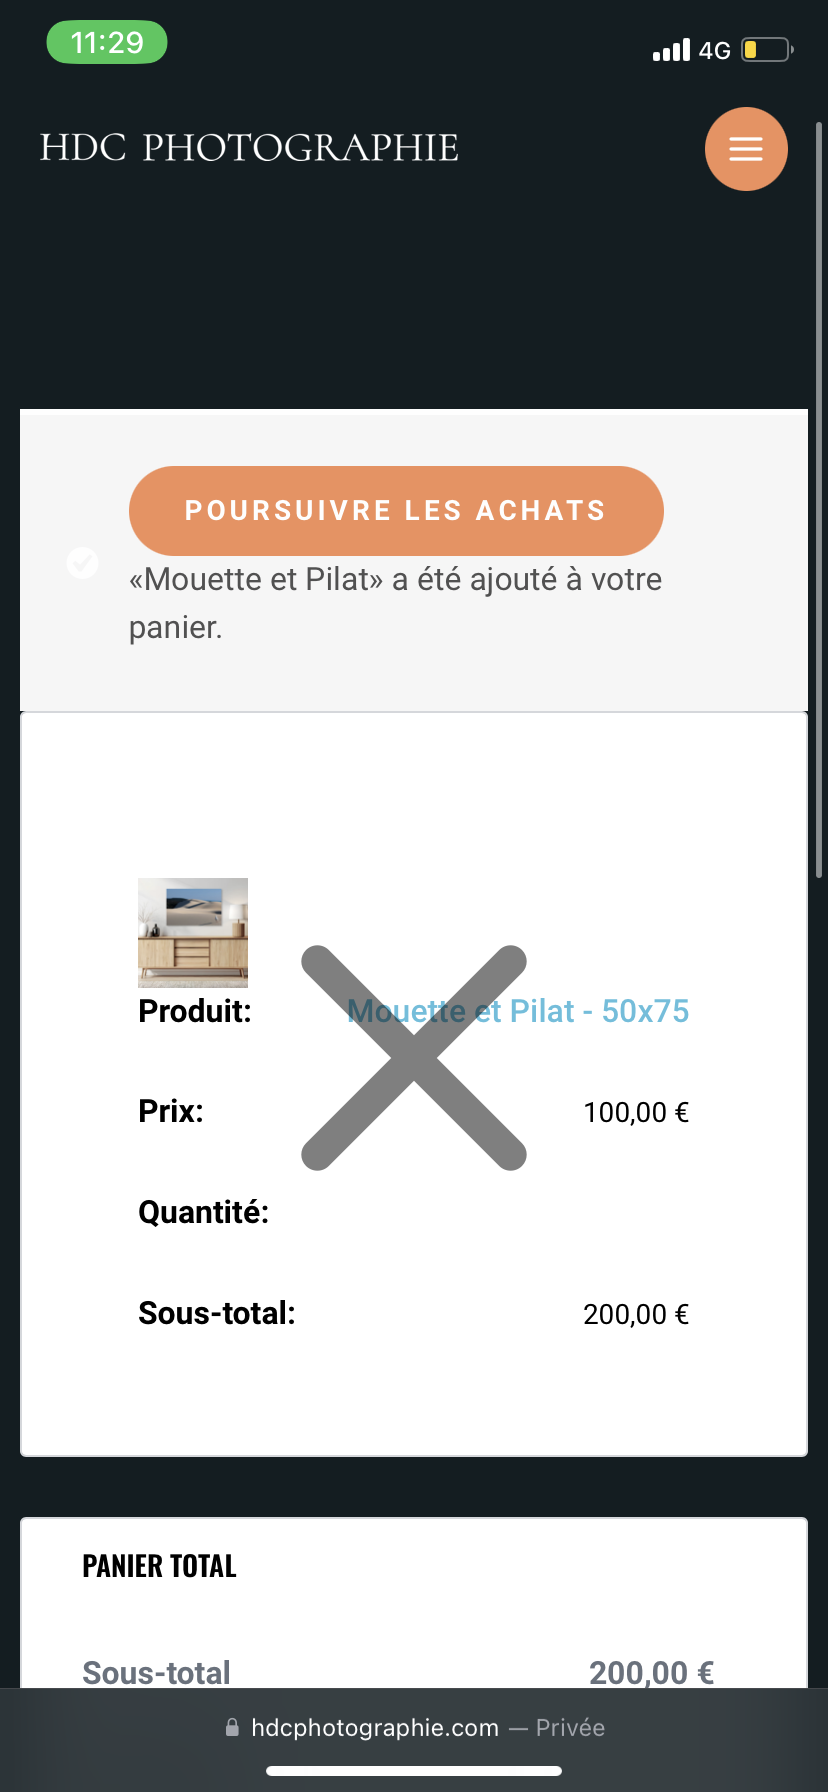 11:29
4G
HDC PHOTOGRAPHIE
POURSUIVRE LES ACHATS
«Mouette et Pilat» a été ajouté à votre
panier.
Produit: Mouette et Pilat - 50x75
Prix: 100,00 €
Quantité:
Sous-total: 200,00 €
PANIER TOTAL
Sous-total 200,00 €
hdcphotographie.com — Privée